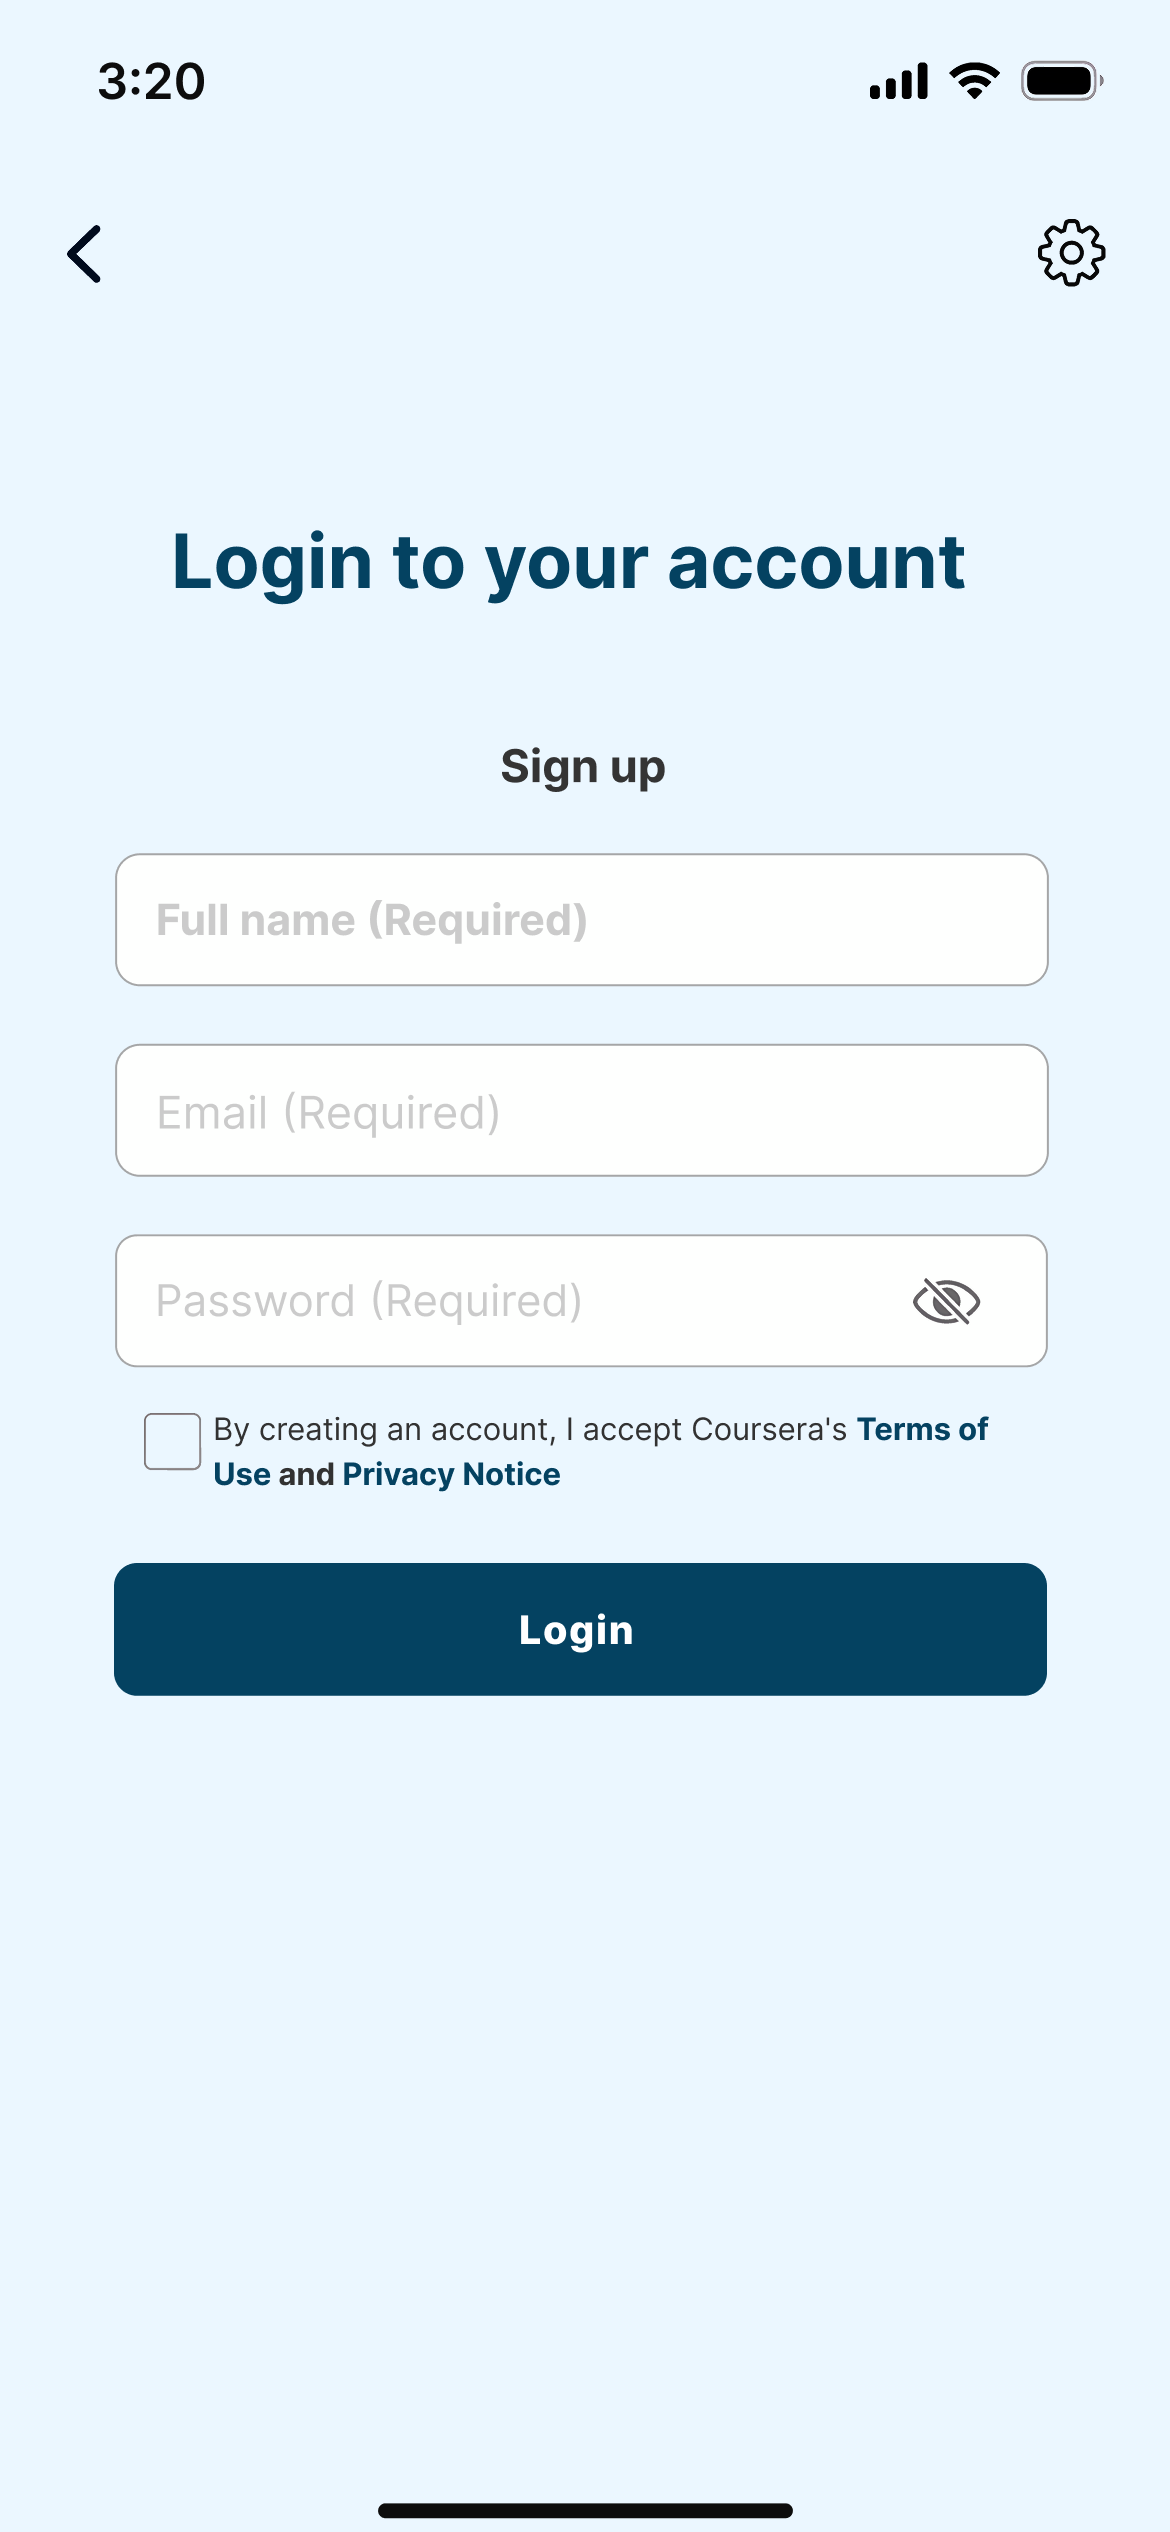 3:20
Login to your account
Sign up
Full name (Required)
Email (Required)
Password (Required)
By creating an account, I accept Coursera's Terms of
Use and Privacy Notice
Login